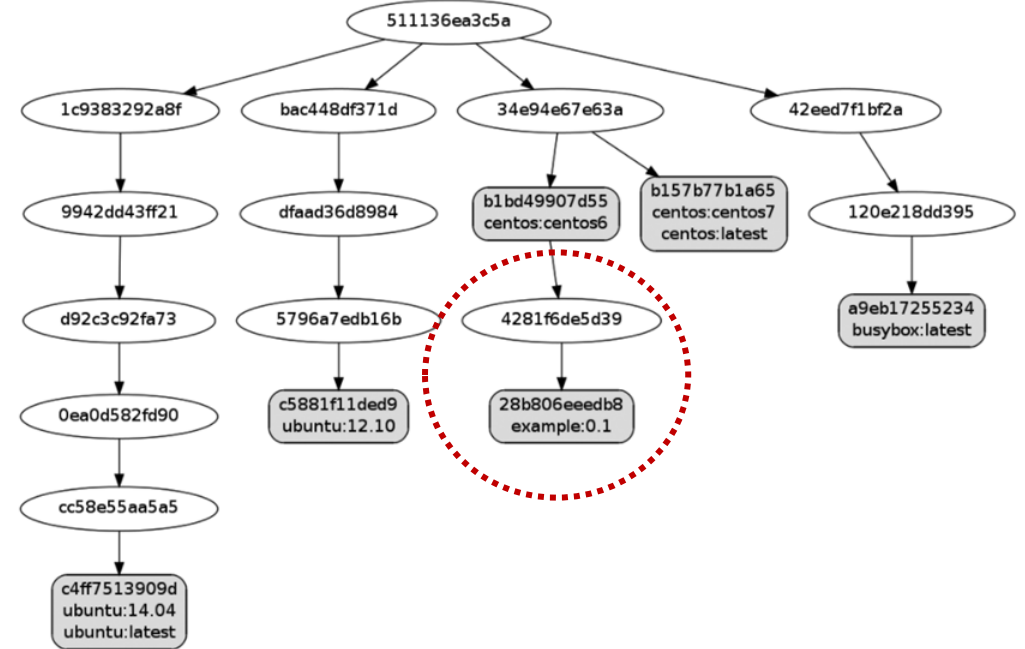 511136ea3c5a
1c9383292a8f
bac448df371d
34e94e67e63a
42eed7f1bf2a
9942dd43ff21
dfaad36d8984
b1bd49907d55
centos:centos6
b157b77b1a65
centos:centos7
centos:latest
120e218dd395
d92c3c92fa73
5796a7edb16b
4281f6de5d39
a9eb17255234
busybox:latest
0ea0d582fd90
c5881f11ded9
ubuntu:12.10
28b806eeedb8
example:0.1
cc58e55aa5a5
c4ff7513909d
ubuntu:14.04
ubuntu:latest